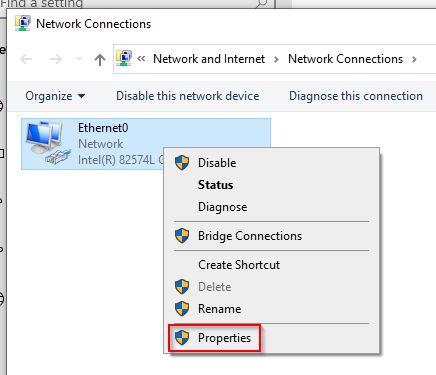 Find a setting
Network Connections
Network and Internet
Network Connections
Organize
Disable this network device
Diagnose this connection
Ethernet0
Network
Intel(R) 82574L
Disable
Status
Diagnose
Bridge Connections
Create Shortcut
Delete
Rename
Properties